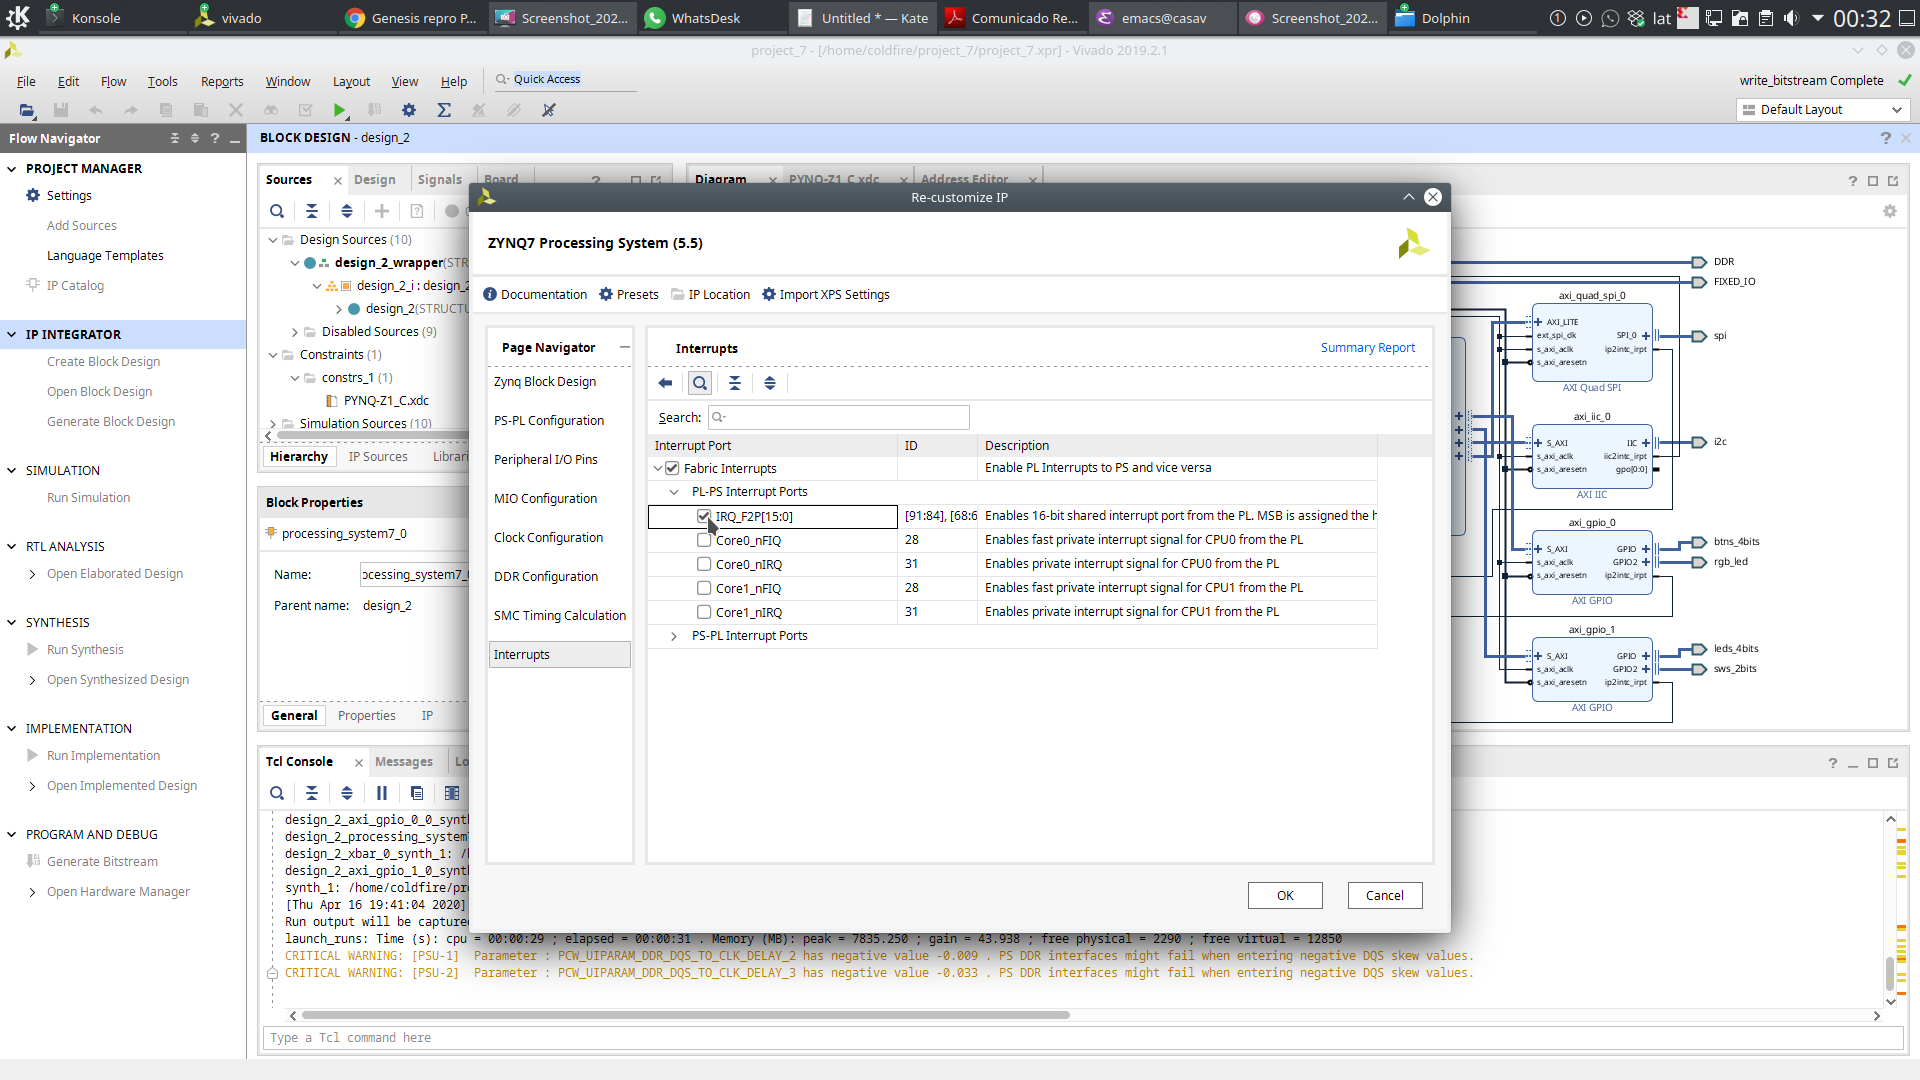 Konsole
vivado
Genesis repro P...
Screenshot_202...
WhatsDesk
Untitled * — Kate
Comunicado Re...
emacs@casav
Screenshot_202...
Dolphin
lat
00:32
project_7 - [/home/coldfire/project_7/project_7.xpr] - Vivado 2019.2.1
File Edit Flow Tools Reports Window Layout View Help
Quick Access
write_bitstream Complete
Default Layout
Flow Navigator
BLOCK DESIGN - design_2
PROJECT MANAGER
Settings
Add Sources
Language Templates
IP Catalog
IP INTEGRATOR
Create Block Design
Open Block Design
Generate Block Design
SIMULATION
Run Simulation
RTL ANALYSIS
Open Elaborated Design
SYNTHESIS
Run Synthesis
Open Synthesized Design
IMPLEMENTATION
Run Implementation
Open Implemented Design
PROGRAM AND DEBUG
Generate Bitstream
Open Hardware Manager
Sources Design Signals Board
Design Sources (10)
design_2_wrapper(STR
design_2_i : design_2
design_2(STRUCTU
Disabled Sources (9)
Constraints (1)
constrs_1 (1)
PYNQ-Z1_C.xdc
Simulation Sources (10)
Hierarchy IP Sources Librari
Block Properties
processing_system7_0
Name: ocessing_system7_0
Parent name: design_2
General Properties IP
Diagram PYNQ-Z1_C.xdc Address Editor
Re-customize IP
ZYNQ7 Processing System (5.5)
Documentation Presets IP Location Import XPS Settings
Page Navigator
Zynq Block Design
PS-PL Configuration
Peripheral I/O Pins
MIO Configuration
Clock Configuration
DDR Configuration
SMC Timing Calculation
Interrupts
Interrupts
Summary Report
Search:
Interrupt Port ID Description
Fabric Interrupts Enable PL Interrupts to PS and vice versa
PL-PS Interrupt Ports
IRQ_F2P[15:0] [91:84], [68:6 Enables 16-bit shared interrupt port from the PL. MSB is assigned the h
Core0_nFIQ 28 Enables fast private interrupt signal for CPU0 from the PL
Core0_nIRQ 31 Enables private interrupt signal for CPU0 from the PL
Core1_nFIQ 28 Enables fast private interrupt signal for CPU1 from the PL
Core1_nIRQ 31 Enables private interrupt signal for CPU1 from the PL
PS-PL Interrupt Ports
OK Cancel
DDR
FIXED_IO
axi_quad_spi_0
AXI_LITE
ext_spi_clk SPI_0
s_axi_aclk ip2intc_irpt
s_axi_aresetn
AXI Quad SPI
spi
axi_iic_0
S_AXI IIC
s_axi_aclk iic2intc_irpt
s_axi_aresetn gpo[0:0]
AXI IIC
i2c
axi_gpio_0
S_AXI GPIO
s_axi_aclk GPIO2
s_axi_aresetn ip2intc_irpt
AXI GPIO
btns_4bits
rgb_led
axi_gpio_1
S_AXI GPIO
s_axi_aclk GPIO2
s_axi_aresetn ip2intc_irpt
AXI GPIO
leds_4bits
sws_2bits
Tcl Console Messages Lo
design_2_axi_gpio_0_0_synth
design_2_processing_system7
design_2_xbar_0_synth_1: /h
design_2_axi_gpio_1_0_synth
synth_1: /home/coldfire/pro
[Thu Apr 16 19:41:04 2020]
Run output will be captured
launch_runs: Time (s): cpu = 00:00:29 ; elapsed = 00:00:31 . Memory (MB): peak = 7835.250 ; gain = 43.938 ; free physical = 2290 ; free virtual = 12850
CRITICAL WARNING: [PSU-1]  Parameter : PCW_UIPARAM_DDR_DQS_TO_CLK_DELAY_2 has negative value -0.009 . PS DDR interfaces might fail when entering negative DQS skew values.
CRITICAL WARNING: [PSU-2]  Parameter : PCW_UIPARAM_DDR_DQS_TO_CLK_DELAY_3 has negative value -0.033 . PS DDR interfaces might fail when entering negative DQS skew values.
Type a Tcl command here